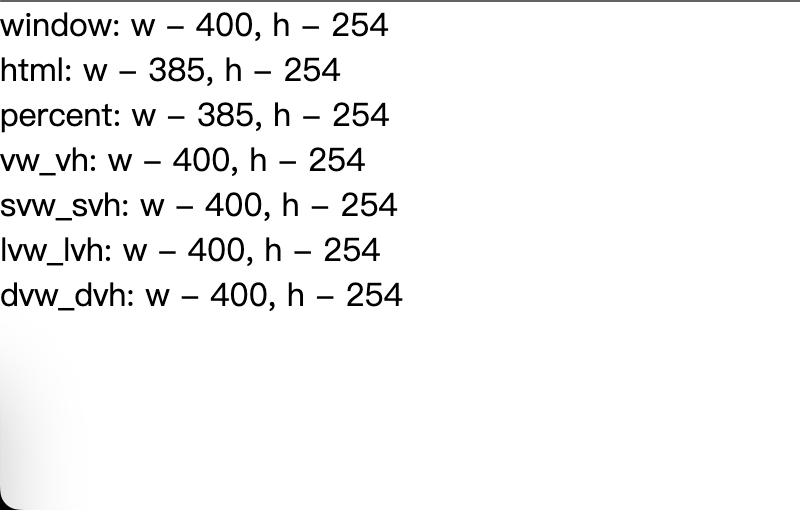 window: w – 400, h – 254
html: w – 385, h – 254
percent: w – 385, h – 254
vw_vh: w – 400, h – 254
svw_svh: w – 400, h – 254
lvw_lvh: w – 400, h – 254
dvw_dvh: w – 400, h – 254